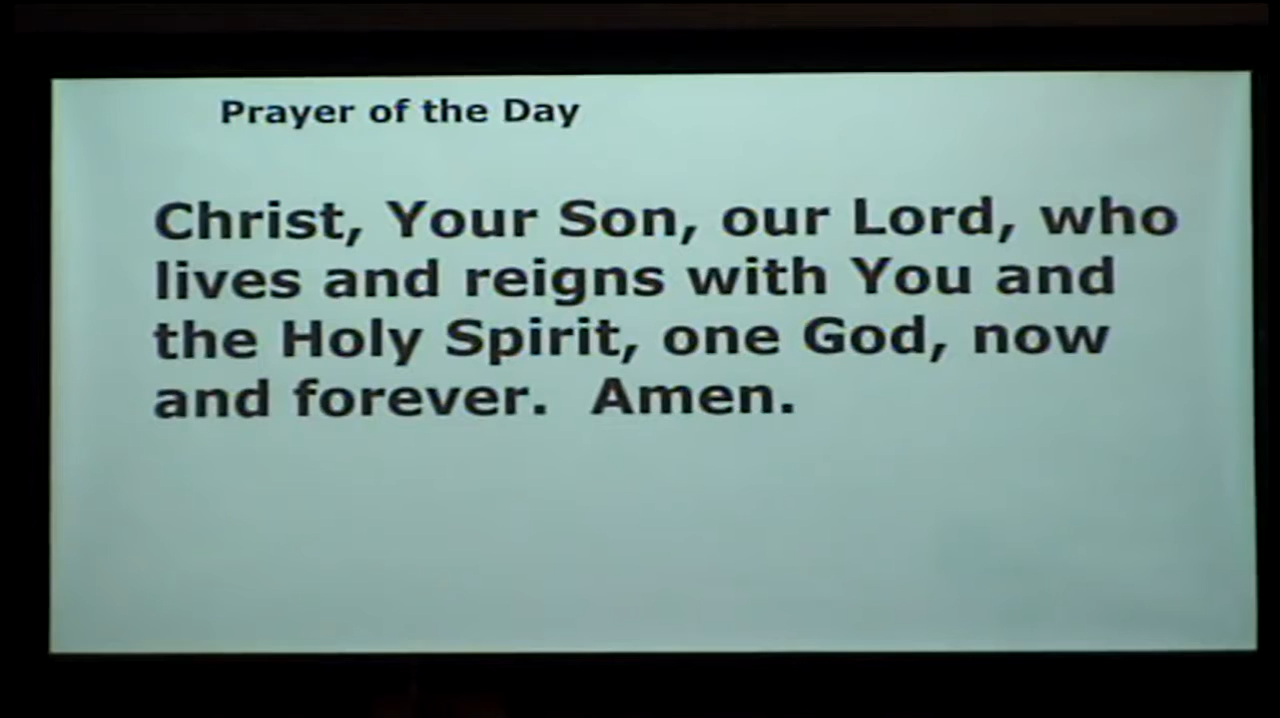 Prayer of the Day
Christ, Your Son, our Lord, who
lives and reigns with You and
the Holy Spirit, one God, now
and forever.  Amen.